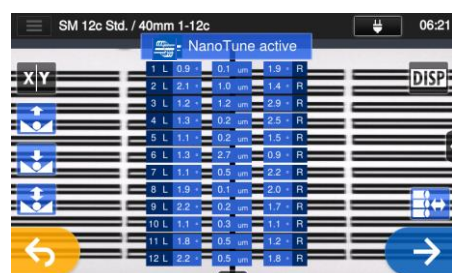 SM 12c Std. / 40mm 1-12c 06:21
NanoTune active
X Y DISP
1 L 0.9 ° 0.1 um 1.9 ° R
2 L 2.1 ° 1.0 um 1.4 ° R
3 L 1.2 ° 1.2 um 2.9 ° R
4 L 1.3 ° 0.2 um 2.5 ° R
5 L 1.1 ° 0.2 um 1.5 ° R
6 L 1.3 ° 2.7 um 0.9 ° R
7 L 1.1 ° 0.5 um 2.2 ° R
8 L 1.9 ° 0.1 um 2.0 ° R
9 L 2.2 ° 0.2 um 1.7 ° R
10 L 1.1 ° 0.3 um 1.1 ° R
11 L 1.8 ° 0.5 um 1.2 ° R
12 L 2.2 ° 0.5 um 1.8 ° R